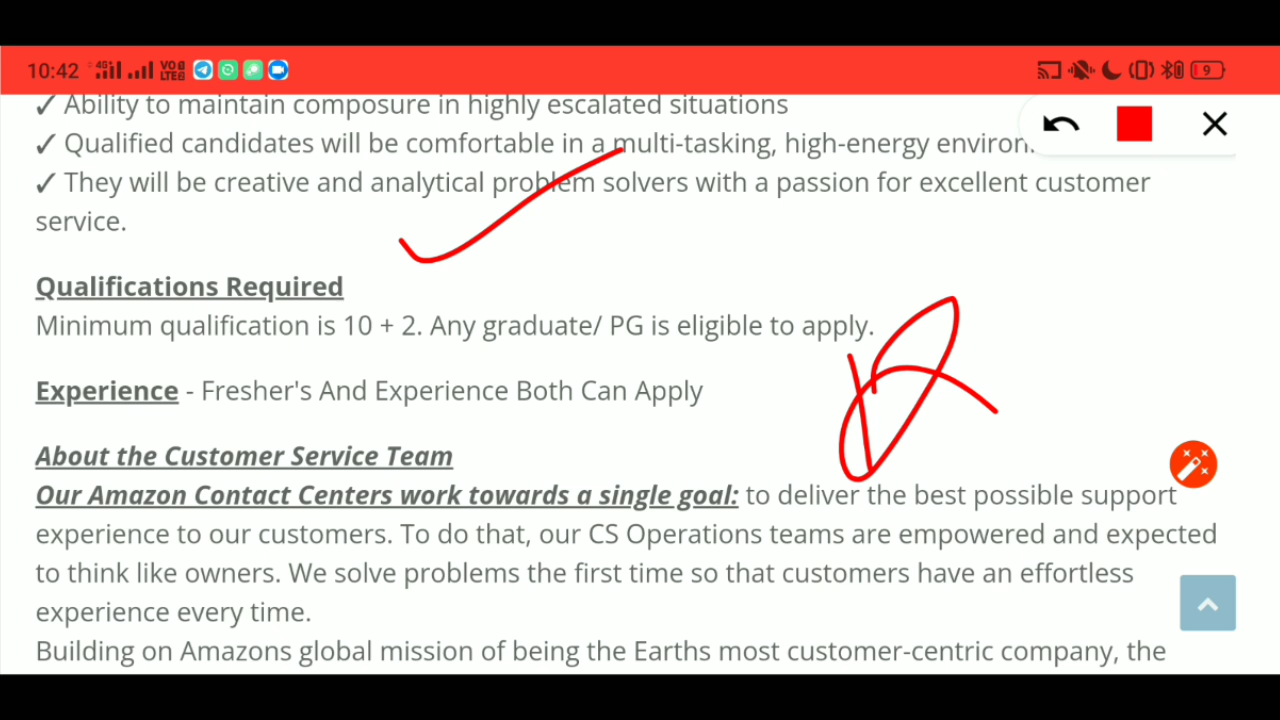 10:42 4G+ VO LTE 9
✓ Ability to maintain composure in highly escalated situations
✓ Qualified candidates will be comfortable in a multi-tasking, high-energy environ
✓ They will be creative and analytical problem solvers with a passion for excellent customer
service.
Qualifications Required
Minimum qualification is 10 + 2. Any graduate/ PG is eligible to apply.
Experience - Fresher's And Experience Both Can Apply
About the Customer Service Team
Our Amazon Contact Centers work towards a single goal: to deliver the best possible support
experience to our customers. To do that, our CS Operations teams are empowered and expected
to think like owners. We solve problems the first time so that customers have an effortless
experience every time.
Building on Amazons global mission of being the Earths most customer-centric company, the